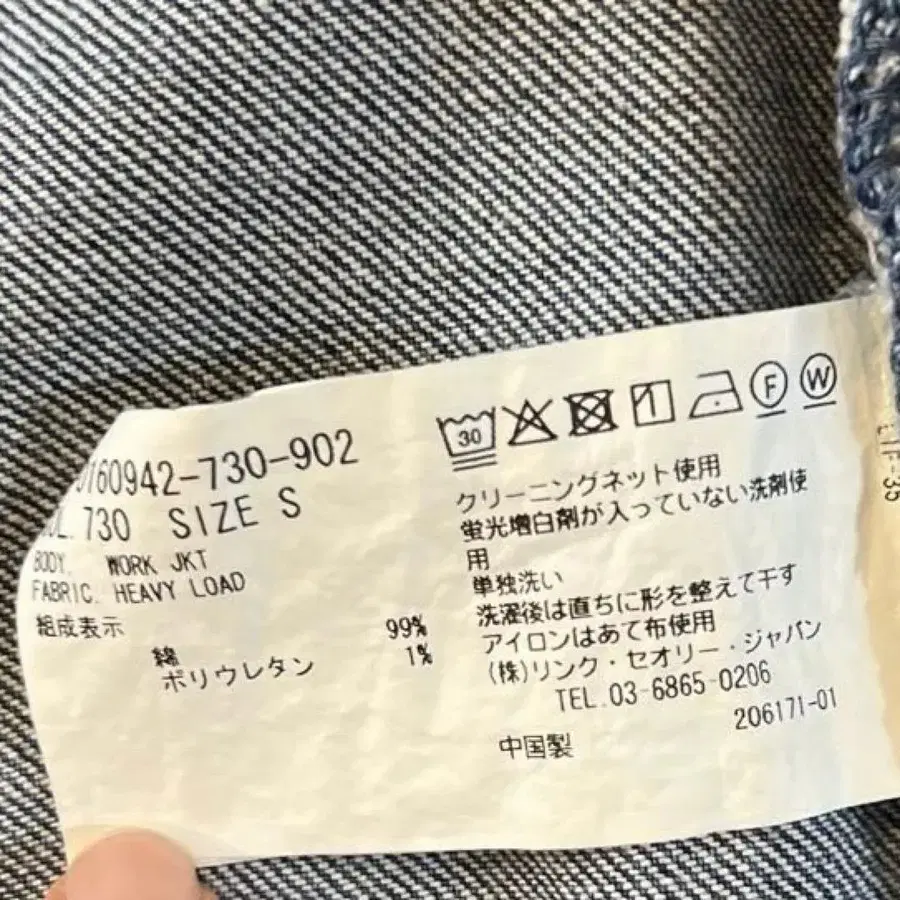 0160942-730-902
COL. 730 SIZE S
BODY. WORK JKT
FABRIC. HEAVY LOAD
組成表示
綿 99%
ポリウレタン 1%
30
F W
クリーニングネット使用
蛍光増白剤が入っていない洗剤使
用
単独洗い
洗濯後は直ちに形を整えて干す
アイロンはあて布使用
(株)リンク・セオリー・ジャパン
TEL.03-6865-0206
206171-01
中国製